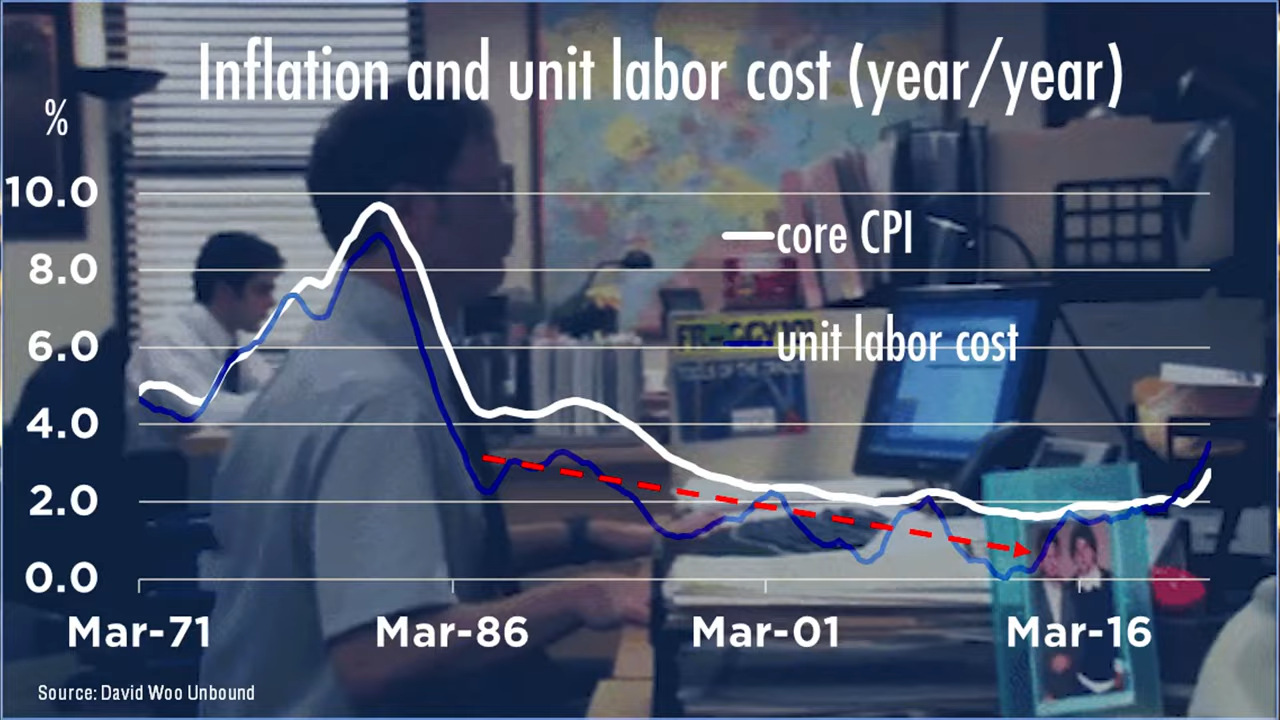 Inflation and unit labor cost (year/year)
%
10.0
8.0
6.0
4.0
2.0
0.0
core CPI
unit labor cost
Mar-71
Mar-86
Mar-01
Mar-16
Source: David Woo Unbound